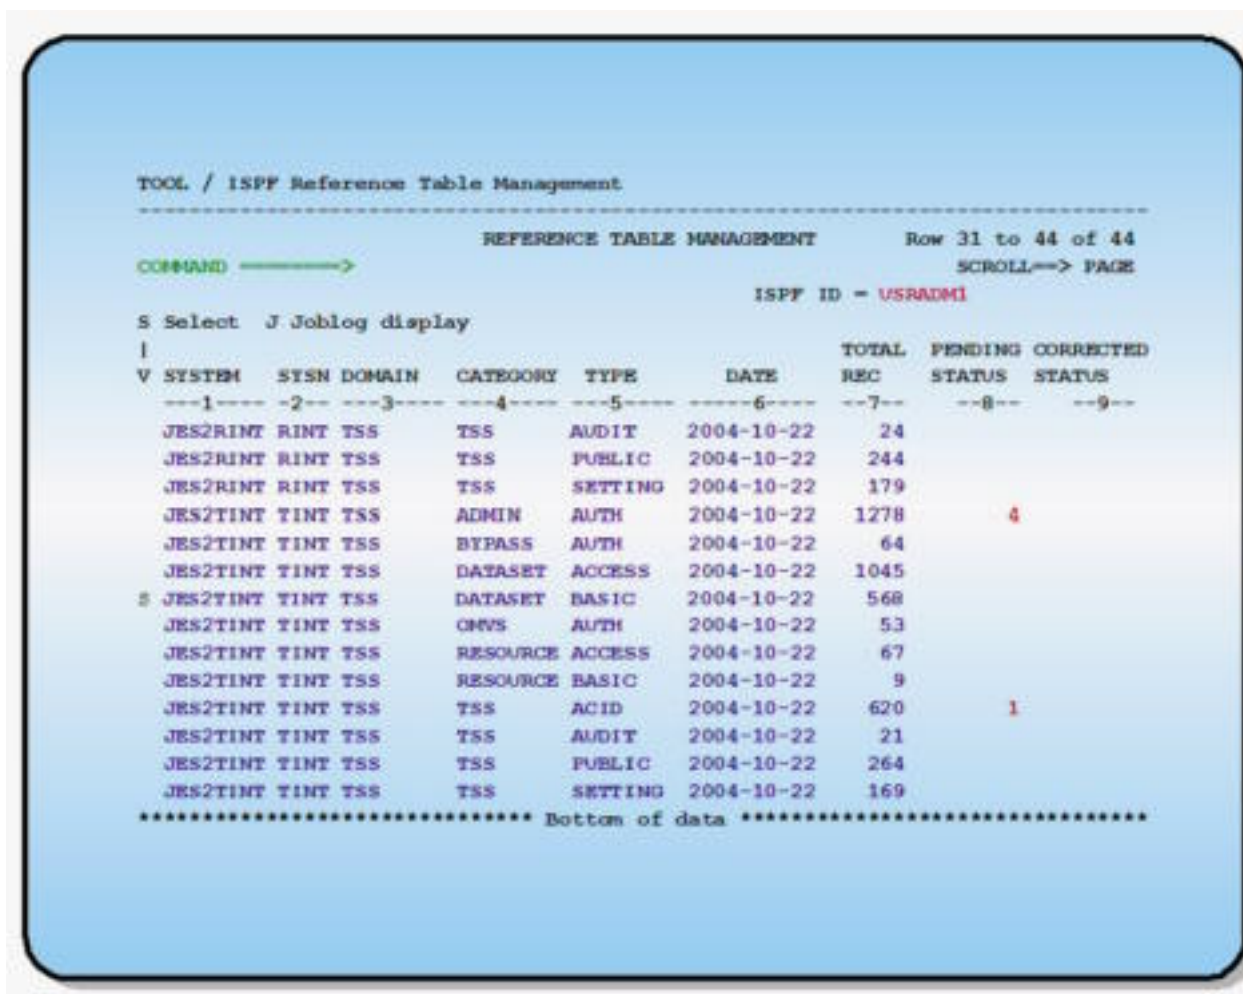 TOOL / ISPF Reference Table Management
--------------------------------------------------------------------------------
REFERENCE TABLE MANAGEMENT Row 31 to 44 of 44
COMMAND ========> SCROLL==> PAGE
ISPF ID = USRADM1
S Select J Joblog display
| TOTAL PENDING CORRECTED
V SYSTEM SYSN DOMAIN CATEGORY TYPE DATE REC STATUS STATUS
---1---- -2-- ---3---- ---4---- ---5---- -----6---- --7-- --8-- --9--
JES2RINT RINT TSS TSS AUDIT 2004-10-22 24
JES2RINT RINT TSS TSS PUBLIC 2004-10-22 244
JES2RINT RINT TSS TSS SETTING 2004-10-22 179
JES2TINT TINT TSS ADMIN AUTH 2004-10-22 1278 4
JES2TINT TINT TSS BYPASS AUTH 2004-10-22 64
JES2TINT TINT TSS DATASET ACCESS 2004-10-22 1045
S JES2TINT TINT TSS DATASET BASIC 2004-10-22 568
JES2TINT TINT TSS OMVS AUTH 2004-10-22 53
JES2TINT TINT TSS RESOURCE ACCESS 2004-10-22 67
JES2TINT TINT TSS RESOURCE BASIC 2004-10-22 9
JES2TINT TINT TSS TSS ACID 2004-10-22 620 1
JES2TINT TINT TSS TSS AUDIT 2004-10-22 21
JES2TINT TINT TSS TSS PUBLIC 2004-10-22 264
JES2TINT TINT TSS TSS SETTING 2004-10-22 169
******************************* Bottom of data ********************************